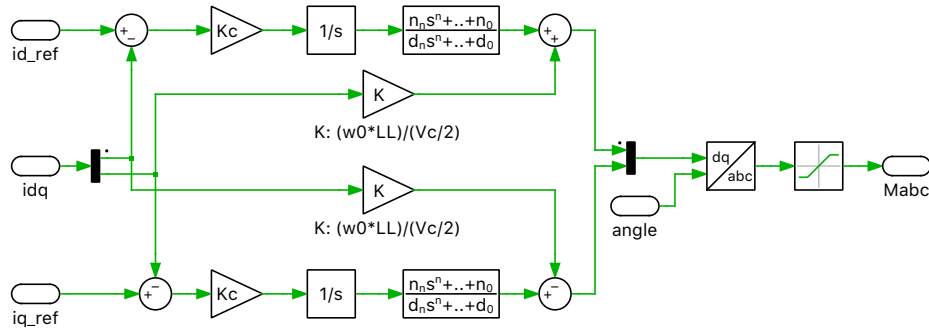 id_ref
+
−
Kc
1/s
nₙsⁿ+..+n₀
dₙsⁿ+..+d₀
+
+
K
K: (w0*LL)/(Vc/2)
idq
K
K: (w0*LL)/(Vc/2)
dq
abc
Mabc
angle
iq_ref
+
−
Kc
1/s
nₙsⁿ+..+n₀
dₙsⁿ+..+d₀
+
−